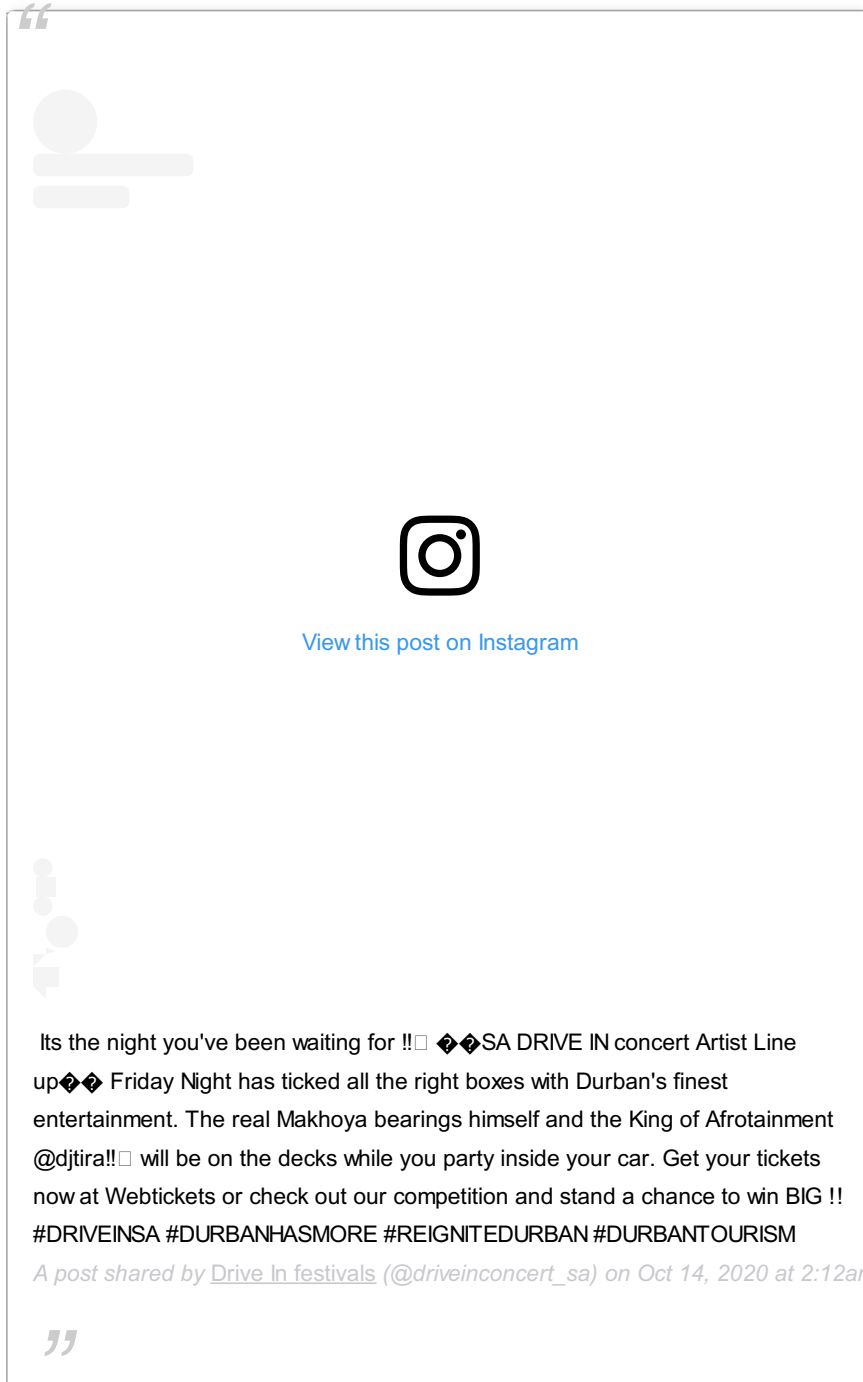 “
View this post on Instagram
Its the night you've been waiting for !!□ ��SA DRIVE IN concert Artist Line
up�� Friday Night has ticked all the right boxes with Durban's finest
entertainment. The real Makhoya bearings himself and the King of Afrotainment
@djtira!!□ will be on the decks while you party inside your car. Get your tickets
now at Webtickets or check out our competition and stand a chance to win BIG !!
#DRIVEINSA #DURBANHASMORE #REIGNITEDURBAN #DURBANTOURISM
A post shared by Drive In festivals (@driveinconcert_sa) on Oct 14, 2020 at 2:12a
”